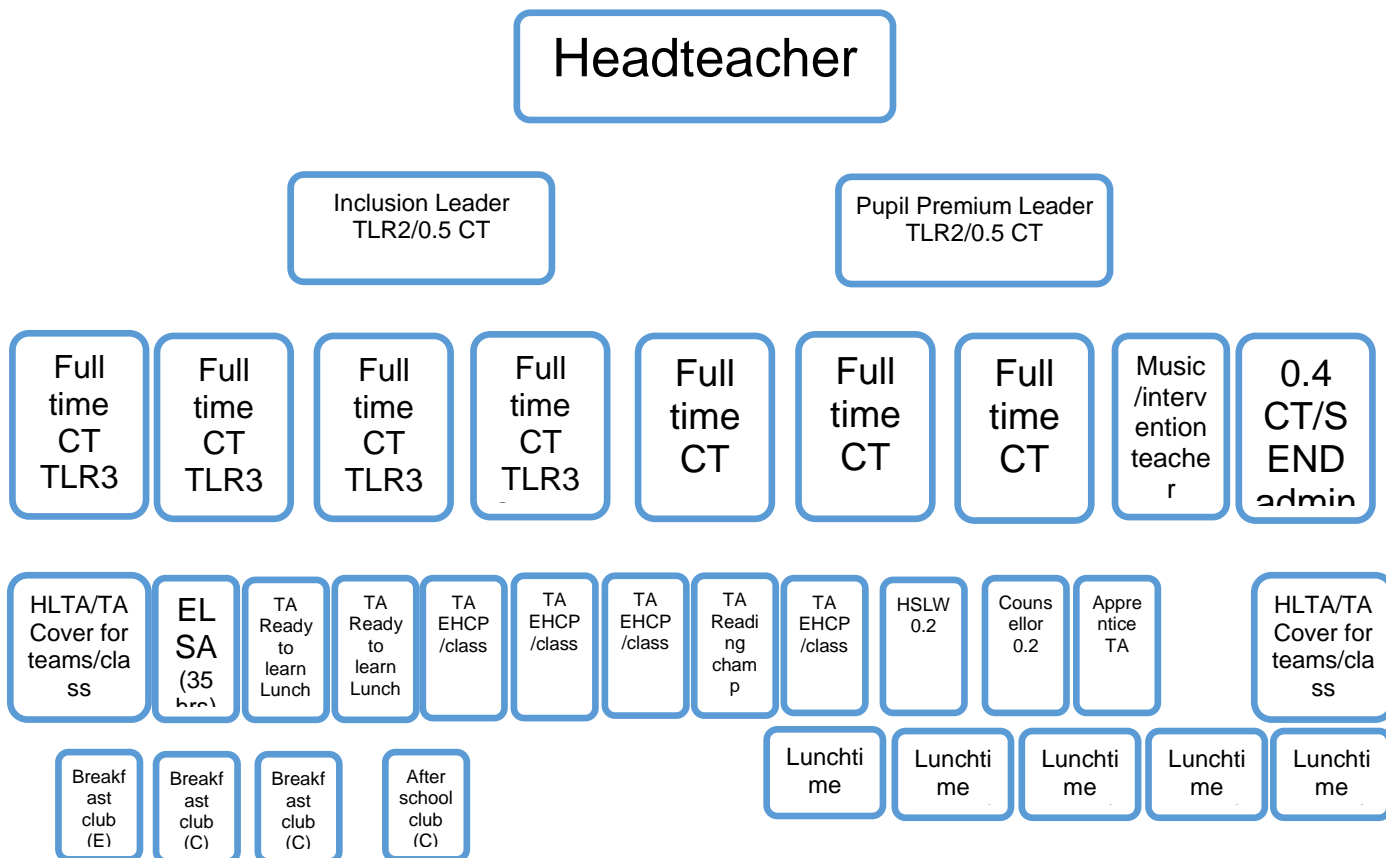 Headteacher
Inclusion Leader
TLR2/0.5 CT
Pupil Premium Leader
TLR2/0.5 CT
Full
time
CT
TLR3
Full
time
CT
TLR3
Full
time
CT
TLR3
Full
time
CT
TLR3
Full
time
CT
Full
time
CT
Full
time
CT
Music
/interv
ention
teache
r
0.4
CT/S
END
admin
HLTA/TA
Cover for
teams/cla
ss
EL
SA
(35
hrs)
TA
Ready
to
learn
Lunch
TA
Ready
to
learn
Lunch
TA
EHCP
/class
TA
EHCP
/class
TA
EHCP
/class
TA
Readi
ng
cham
p
TA
EHCP
/class
HSLW
0.2
Couns
ellor
0.2
Appre
ntice
TA
HLTA/TA
Cover for
teams/cla
ss
Breakf
ast
club
(E)
Breakf
ast
club
(C)
Breakf
ast
club
(C)
After
school
club
(C)
Lunchti
me
Lunchti
me
Lunchti
me
Lunchti
me
Lunchti
me